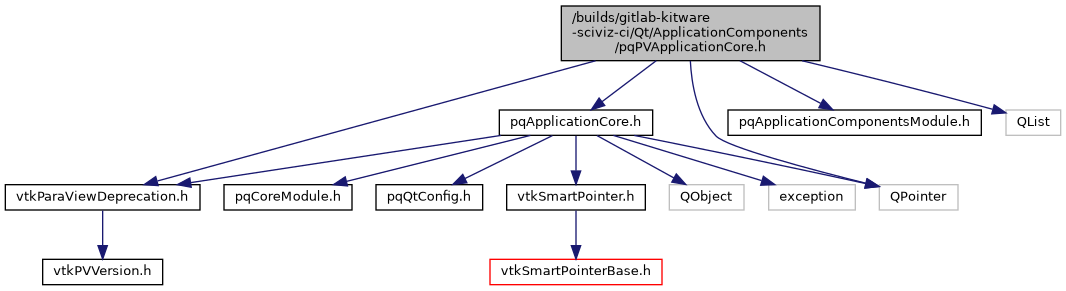 /builds/gitlab-kitware
-sciviz-ci/Qt/ApplicationComponents
/pqPVApplicationCore.h
pqApplicationCore.h
pqApplicationComponentsModule.h
QList
vtkParaViewDeprecation.h
pqCoreModule.h
pqQtConfig.h
vtkSmartPointer.h
QObject
exception
QPointer
vtkPVVersion.h
vtkSmartPointerBase.h